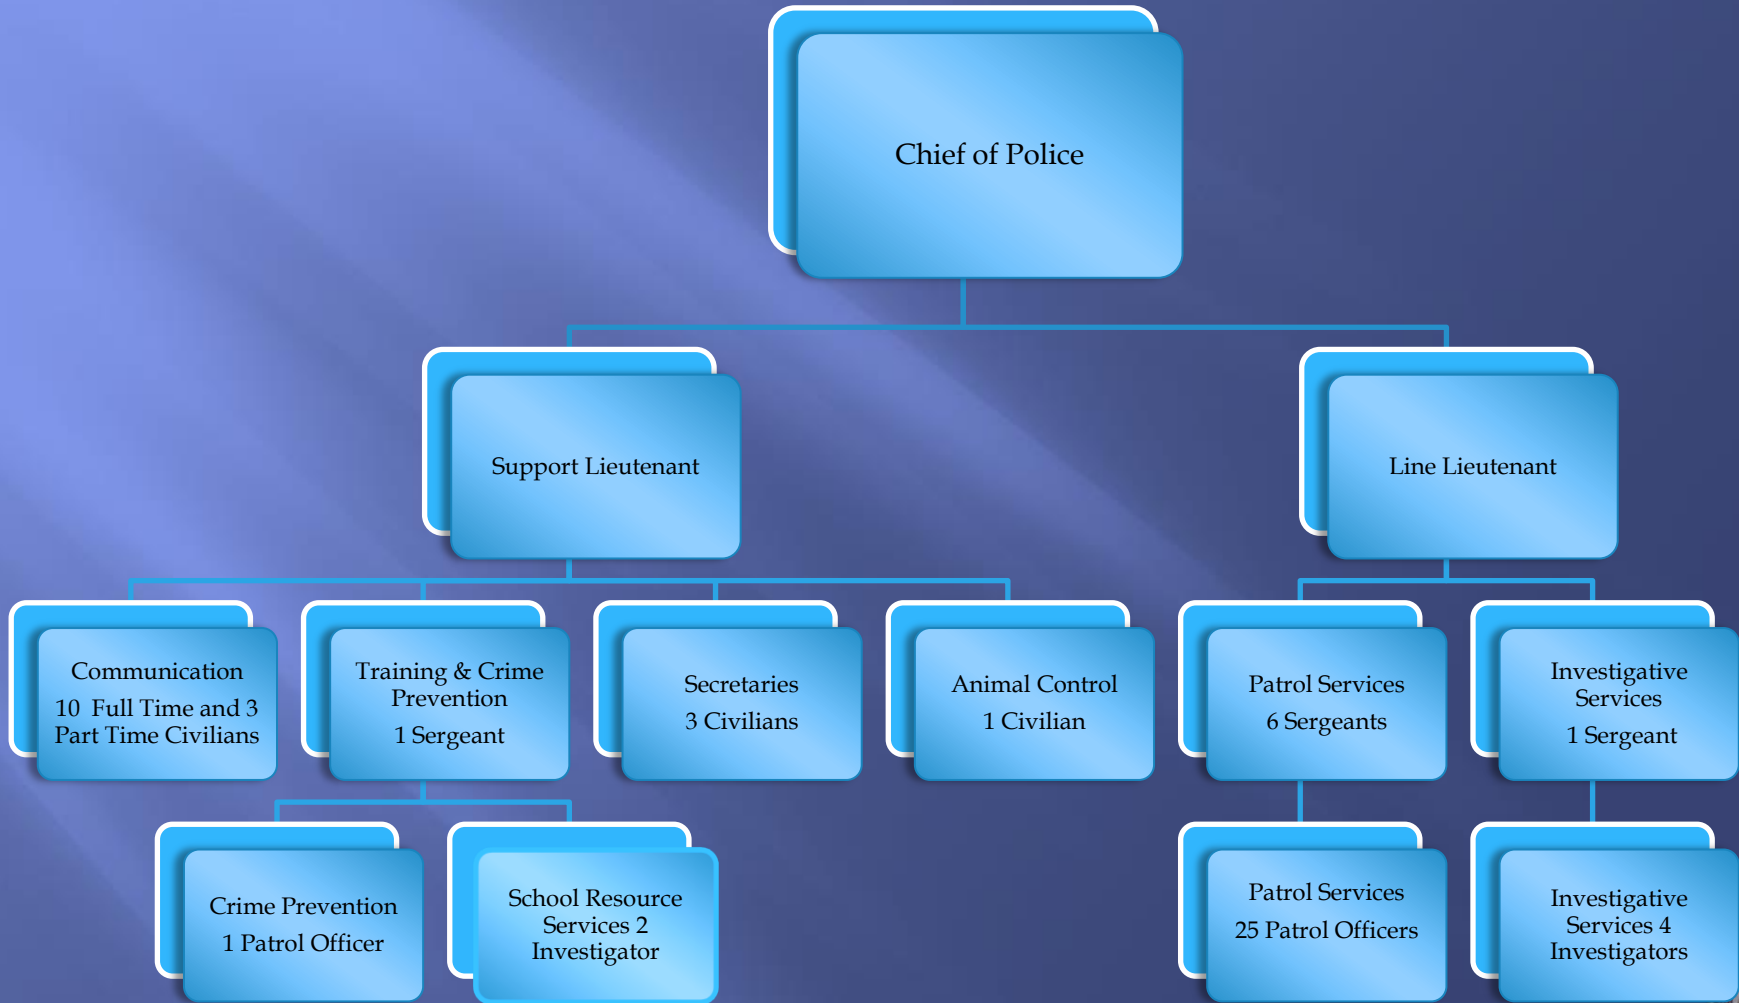 Chief of Police
Support Lieutenant
Line Lieutenant
Communication
10  Full Time and 3
Part Time Civilians
Training & Crime
Prevention
1 Sergeant
Secretaries
3 Civilians
Animal Control
1 Civilian
Patrol Services
6 Sergeants
Investigative
Services
1 Sergeant
Crime Prevention
1 Patrol Officer
School Resource
Services 2
Investigator
Patrol Services
25 Patrol Officers
Investigative
Services 4
Investigators